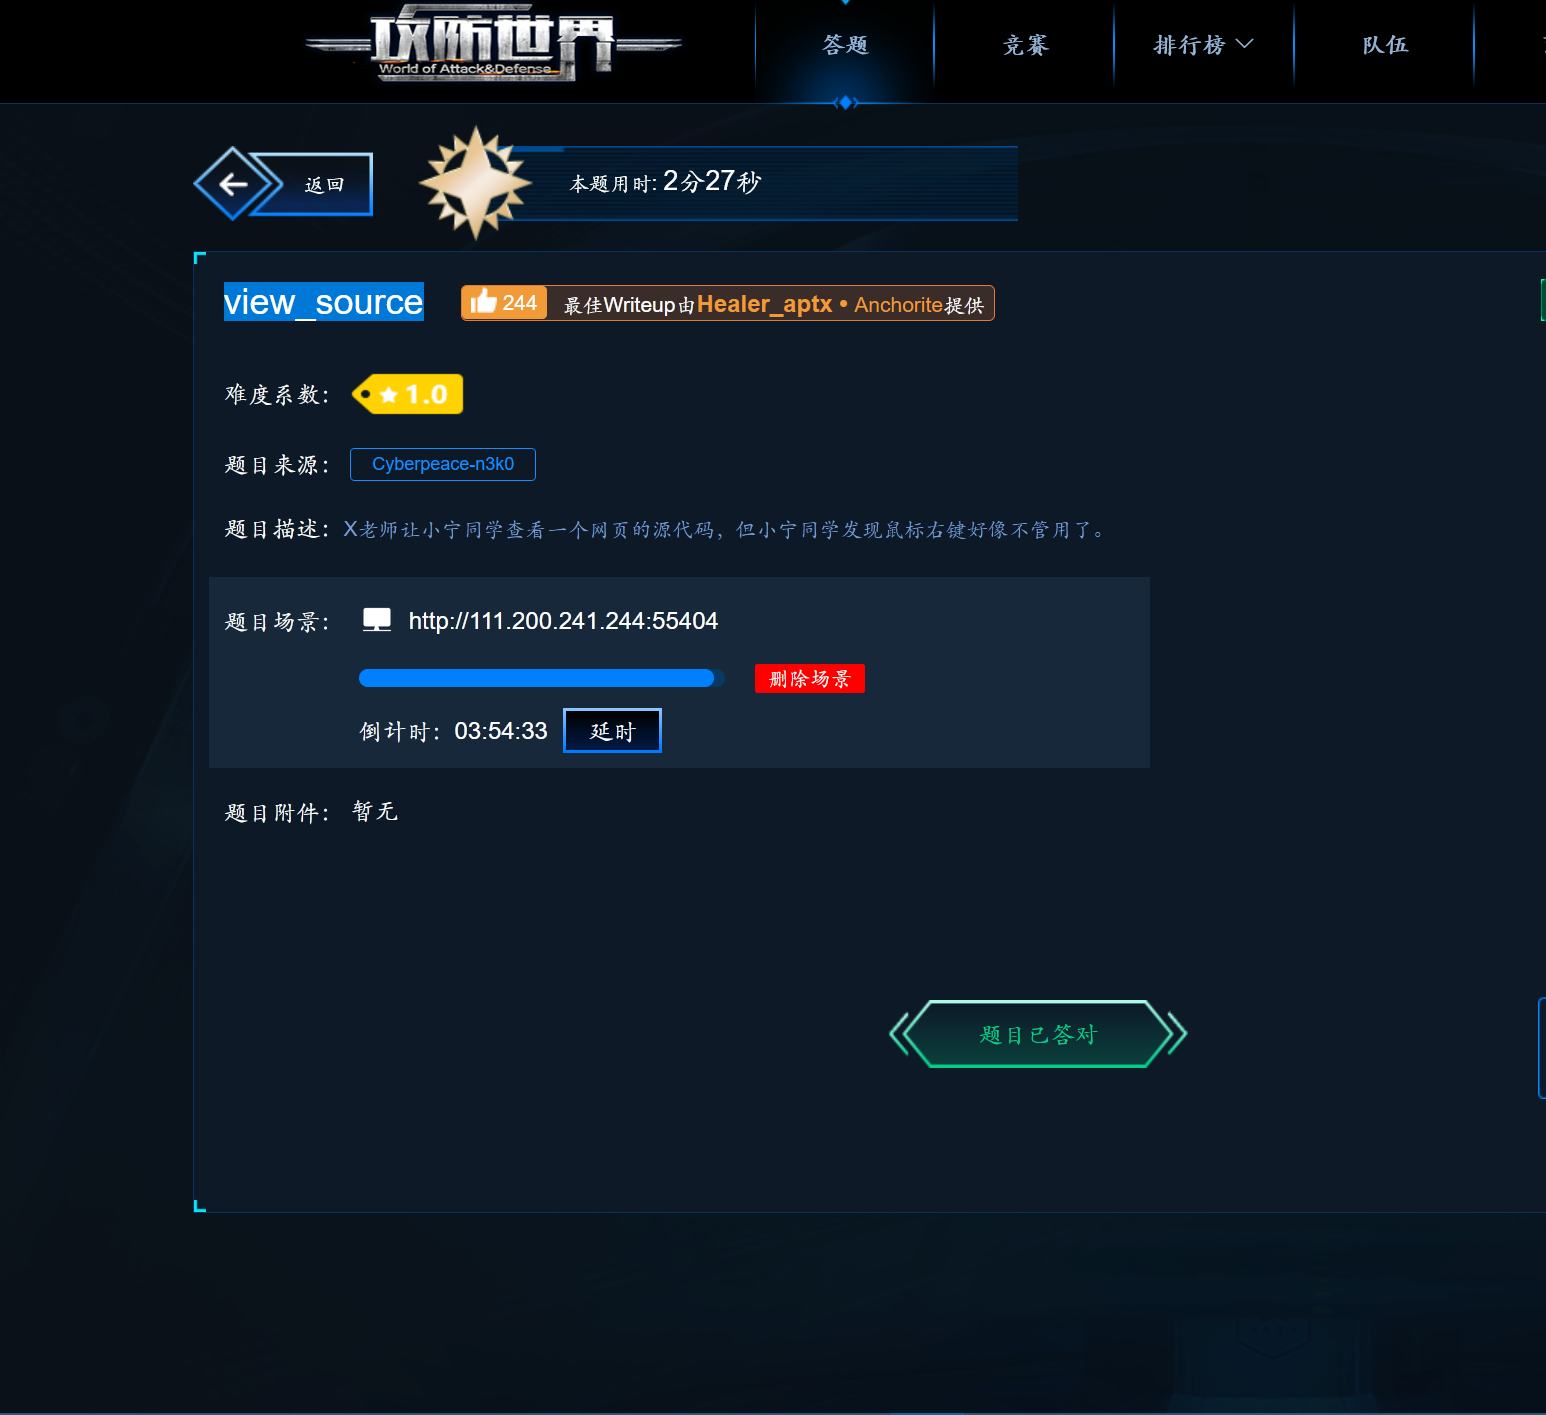 攻防世界
World of Attack&Defense
答题
竞赛
排行榜
队伍
返回
本题用时: 2分27秒
view_source
244
最佳Writeup由Healer_aptx • Anchorite提供
难度系数：
1.0
题目来源：
Cyberpeace-n3k0
题目描述：
X老师让小宁同学查看一个网页的源代码，但小宁同学发现鼠标右键好像不管用了。
题目场景：
http://111.200.241.244:55404
删除场景
倒计时：03:54:33
延时
题目附件：
暂无
题目已答对